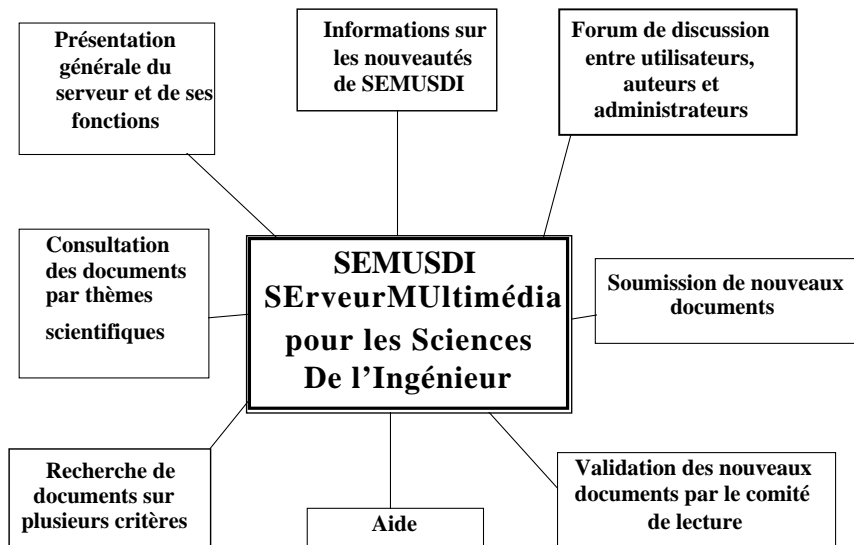 Présentation
générale du
serveur et de ses
fonctions
Informations sur
les nouveautés
de SEMUSDI
Forum de discussion
entre utilisateurs,
auteurs et
administrateurs
Consultation
des documents
par thèmes
scientifiques
SEMUSDI
SErveurMUltimédia
pour les Sciences
De l'Ingénieur
Soumission de nouveaux
documents
Recherche de
documents sur
plusieurs critères
Aide
Validation des nouveaux
documents par le comité
de lecture